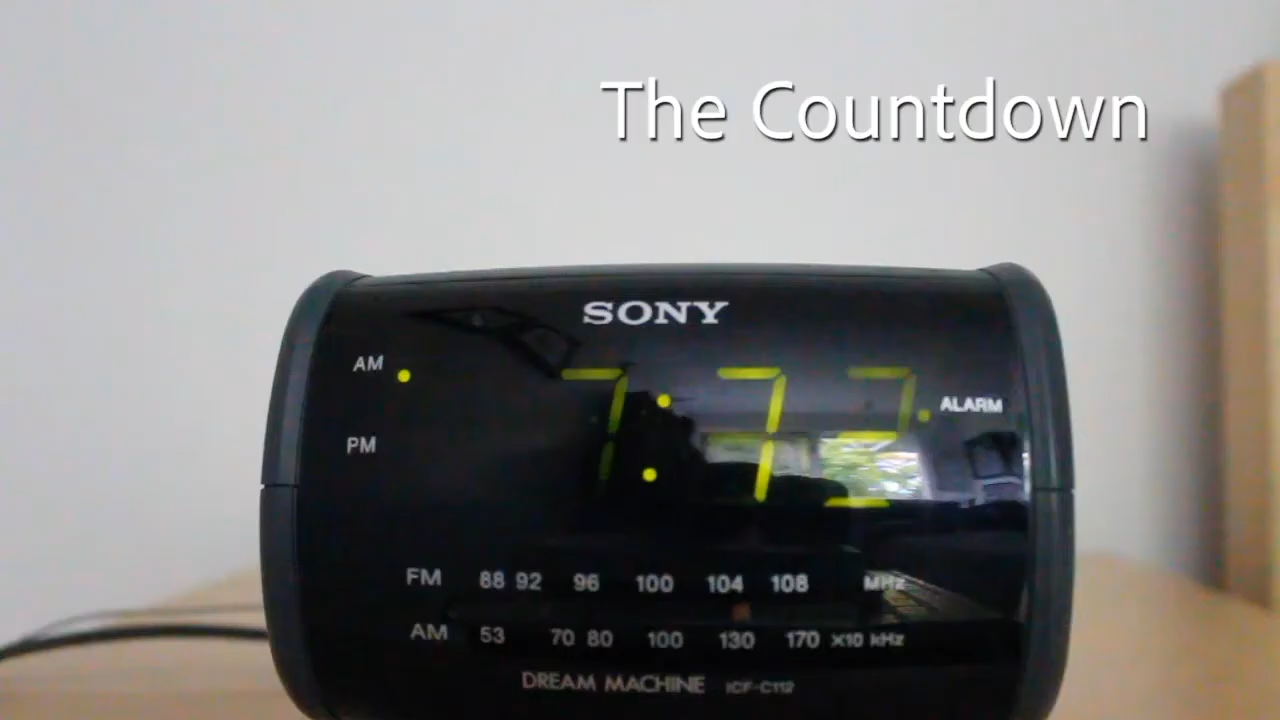 The Countdown
SONY
AM
ALARM
PM
FM 88 92 96 100 104 108 MHz
AM 53 70 80 100 130 170 X10 kHz
DREAM MACHINE ICF-C112